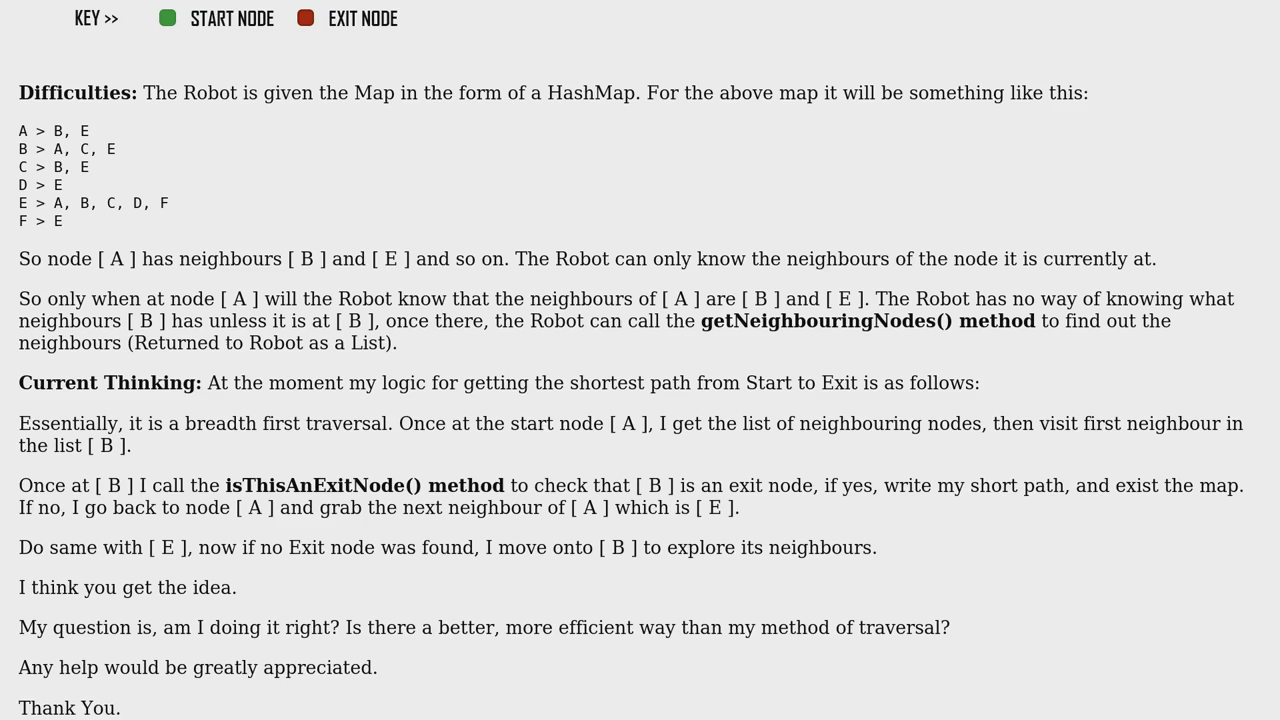 KEY >> START NODE EXIT NODE
Difficulties: The Robot is given the Map in the form of a HashMap. For the above map it will be something like this:
A > B, E
B > A, C, E
C > B, E
D > E
E > A, B, C, D, F
F > E
So node [ A ] has neighbours [ B ] and [ E ] and so on. The Robot can only know the neighbours of the node it is currently at.
So only when at node [ A ] will the Robot know that the neighbours of [ A ] are [ B ] and [ E ]. The Robot has no way of knowing what
neighbours [ B ] has unless it is at [ B ], once there, the Robot can call the getNeighbouringNodes() method to find out the
neighbours (Returned to Robot as a List).
Current Thinking: At the moment my logic for getting the shortest path from Start to Exit is as follows:
Essentially, it is a breadth first traversal. Once at the start node [ A ], I get the list of neighbouring nodes, then visit first neighbour in
the list [ B ].
Once at [ B ] I call the isThisAnExitNode() method to check that [ B ] is an exit node, if yes, write my short path, and exist the map.
If no, I go back to node [ A ] and grab the next neighbour of [ A ] which is [ E ].
Do same with [ E ], now if no Exit node was found, I move onto [ B ] to explore its neighbours.
I think you get the idea.
My question is, am I doing it right? Is there a better, more efficient way than my method of traversal?
Any help would be greatly appreciated.
Thank You.